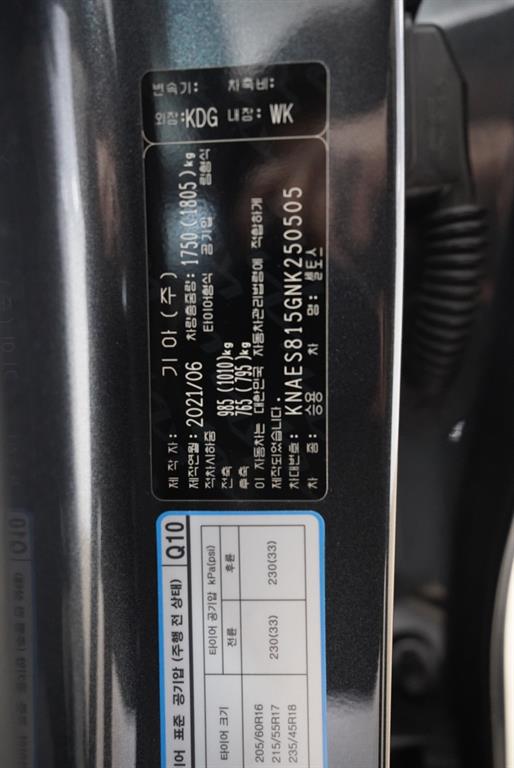 변속기: 차축비:
외장:KDG 내장: WK
제 작 자: 기 아 ( 주 )
제작연월: 2021/06 차량총중량: 1750 (1805) kg
적차시하중 타이어형식 공기압 림형식
전축 985 (1010) kg
후축 765 (795) kg
이 자동차는 대한민국 자동차관리법령에 적합하게
제작되었습니다.
차대번호: KNAES815GNK250505
차 종: 승용 차 명: 셀토스
타이어 표준 공기압 (주행 전 상태) Q10
타이어 크기 타이어 공기압 kPa(psi)
전륜 후륜
205/60R16
215/55R17 230(33) 230(33)
235/45R18